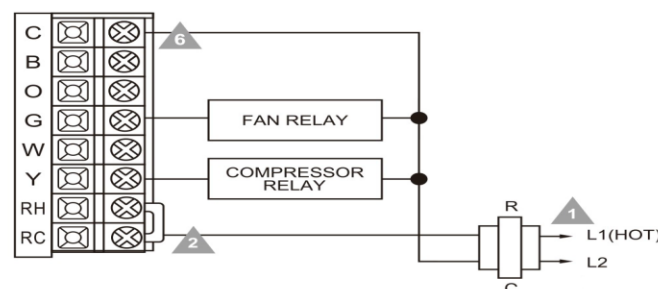 C
6
B
O
G
FAN RELAY
W
Y
COMPRESSOR
RELAY
RH
R
1
RC
2
L1(HOT)
L2
C